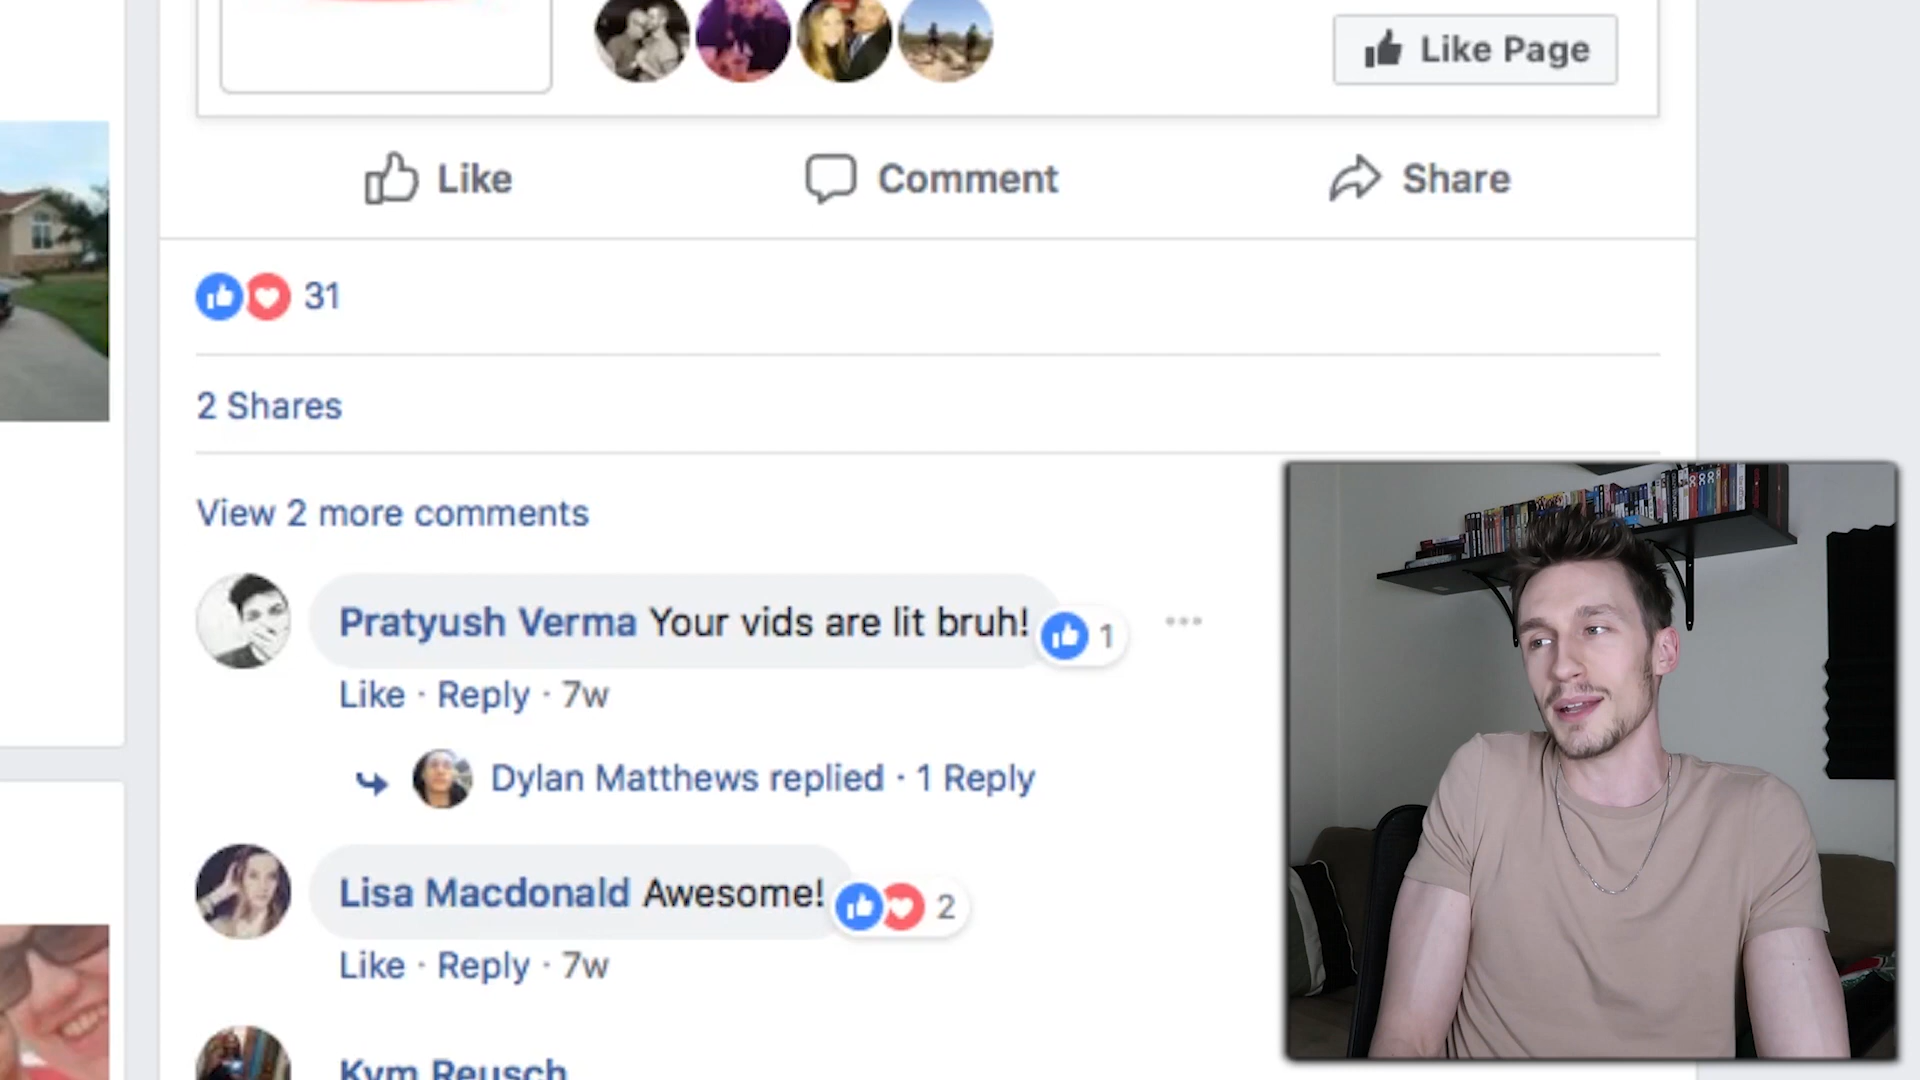 Like Page
Like
Comment
Share
31
2 Shares
View 2 more comments
Pratyush Verma Your vids are lit bruh!
1
Like · Reply · 7w
Dylan Matthews replied · 1 Reply
Lisa Macdonald Awesome!
2
Like · Reply · 7w
Kym Reusch